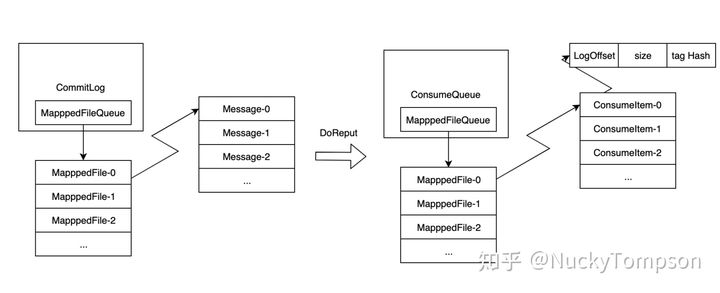 CommitLog
MapppedFileQueue
MapppedFile-0
MapppedFile-1
MapppedFile-2
...
Message-0
Message-1
Message-2
...
DoReput
ConsumeQueue
MapppedFileQueue
MapppedFile-0
MapppedFile-1
MapppedFile-2
...
LogOffset size tag Hash
ConsumeItem-0
ConsumeItem-1
ConsumeItem-2
...
知乎 @NuckyTompson